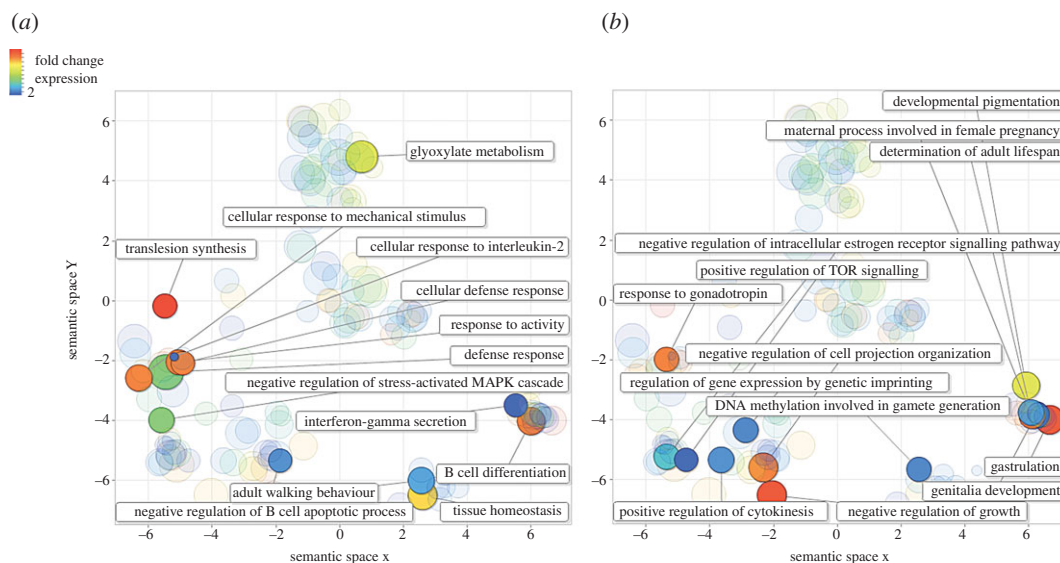 (a)
(b)
fold change
expression
2
6
4
2
0
−2
−4
−6
semantic space Y
−6
−4
−2
0
2
4
6
semantic space x
glyoxylate metabolism
cellular response to mechanical stimulus
translesion synthesis
cellular response to interleukin-2
cellular defense response
response to activity
defense response
negative regulation of stress-activated MAPK cascade
interferon-gamma secretion
B cell differentiation
adult walking behaviour
negative regulation of B cell apoptotic process
tissue homeostasis
6
4
2
0
−2
−4
−6
−6
−4
−2
0
2
4
6
semantic space x
developmental pigmentation
maternal process involved in female pregnancy
determination of adult lifespan
negative regulation of intracellular estrogen receptor signalling pathway
positive regulation of TOR signalling
response to gonadotropin
negative regulation of cell projection organization
regulation of gene expression by genetic imprinting
DNA methylation involved in gamete generation
gastrulation
genitalia development
positive regulation of cytokinesis
negative regulation of growth